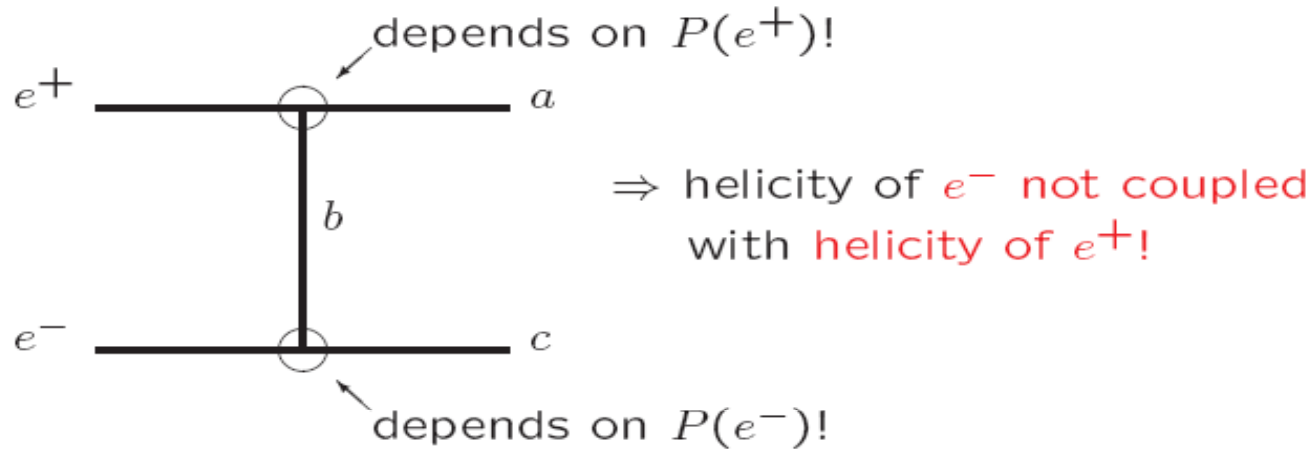 depends on P(e⁺)!
e⁺
a
⇒ helicity of e⁻ not coupled
b
with helicity of e⁺!
e⁻
c
depends on P(e⁻)!